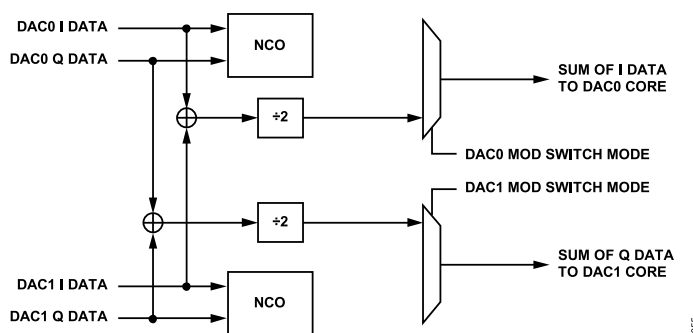 DAC0 I DATA
DAC0 Q DATA
NCO
SUM OF I DATA
TO DAC0 CORE
÷2
DAC0 MOD SWITCH MODE
DAC1 MOD SWITCH MODE
÷2
SUM OF Q DATA
TO DAC1 CORE
DAC1 I DATA
DAC1 Q DATA
NCO